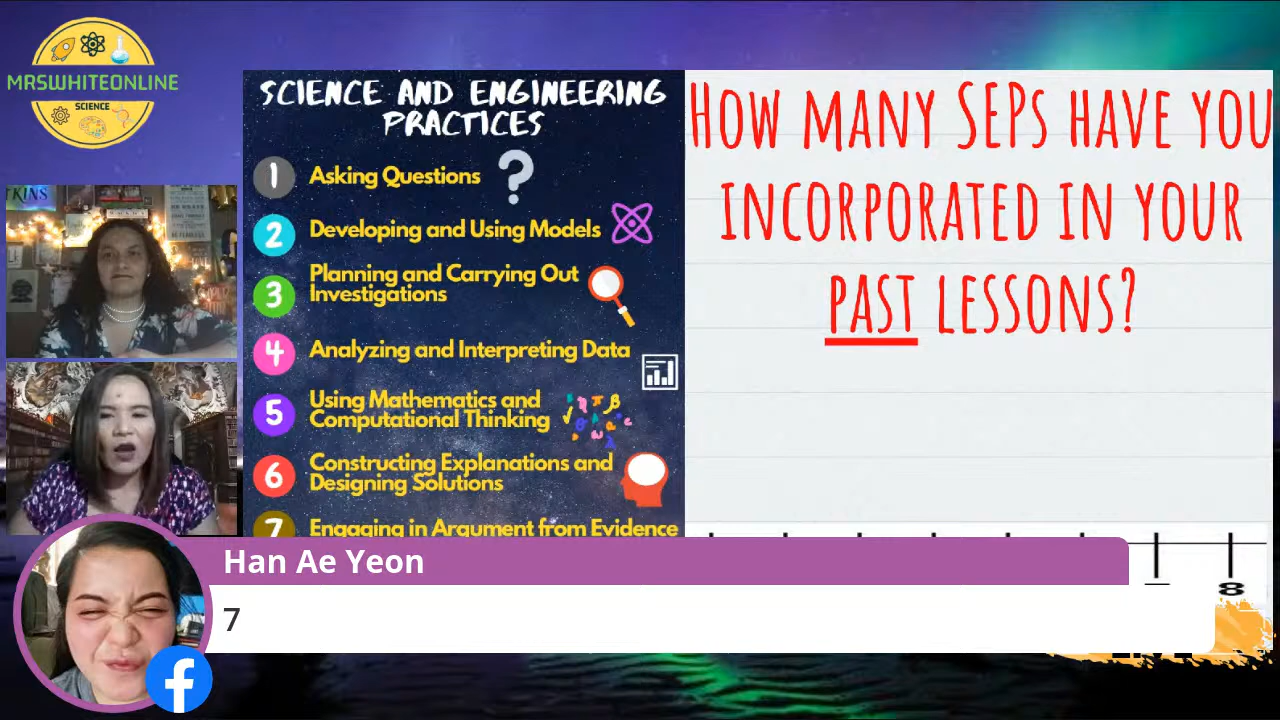 MRSWHITEONLINE
SCIENCE
TKINS
SCIENCE AND ENGINEERING
PRACTICES
1 Asking Questions ?
2 Developing and Using Models
3 Planning and Carrying Out
Investigations
4 Analyzing and Interpreting Data
5 Using Mathematics and
Computational Thinking
6 Constructing Explanations and
Designing Solutions
7 Engaging in Argument from Evidence
HOW MANY SEPs HAVE YOU
INCORPORATED IN YOUR
PAST LESSONS?
8
Han Ae Yeon
7